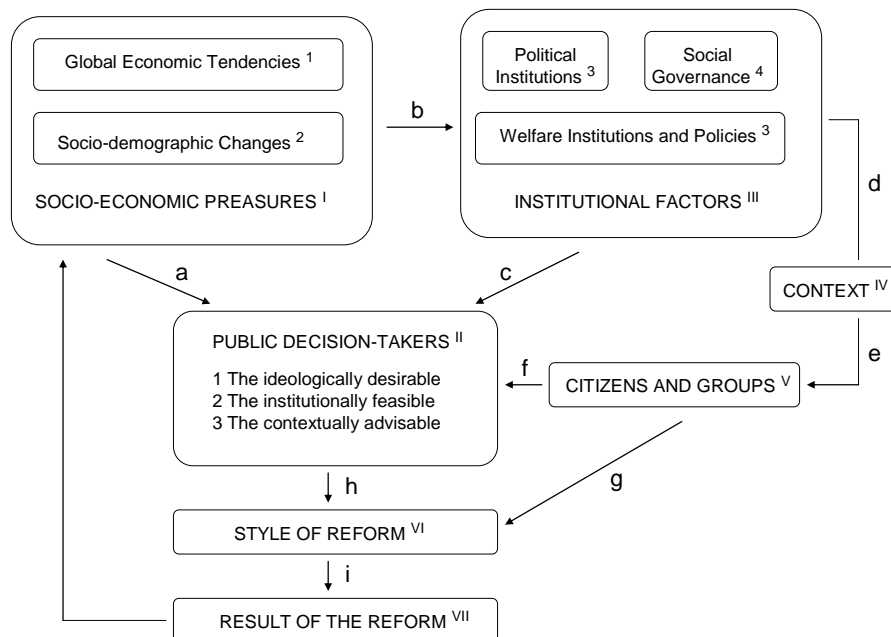 Global Economic Tendencies 1
Socio-demographic Changes 2
SOCIO-ECONOMIC PREASURES I
b
Political
Institutions 3
Social
Governance 4
Welfare Institutions and Policies 3
INSTITUTIONAL FACTORS III
d
a
c
CONTEXT IV
e
PUBLIC DECISION-TAKERS II
1 The ideologically desirable
2 The institutionally feasible
3 The contextually advisable
f
CITIZENS AND GROUPS V
g
h
STYLE OF REFORM VI
i
RESULT OF THE REFORM VII